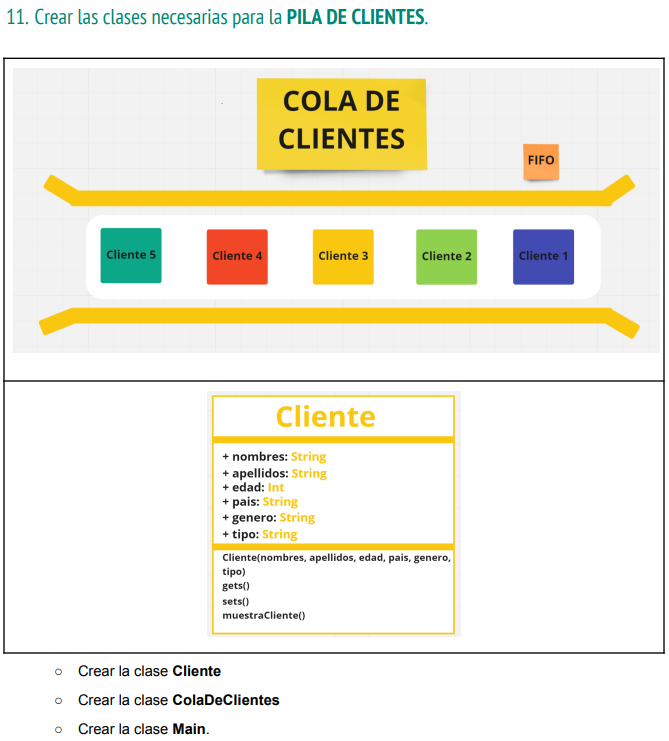 11. Crear las clases necesarias para la PILA DE CLIENTES.
COLA DE
CLIENTES
FIFO
Cliente 5
Cliente 4
Cliente 3
Cliente 2
Cliente 1
Cliente
+ nombres: String
+ apellidos: String
+ edad: Int
+ pais: String
+ genero: String
+ tipo: String
Cliente(nombres, apellidos, edad, pais, genero,
tipo)
gets()
sets()
muestraCliente()
○ Crear la clase Cliente
○ Crear la clase ColaDeClientes
○ Crear la clase Main.